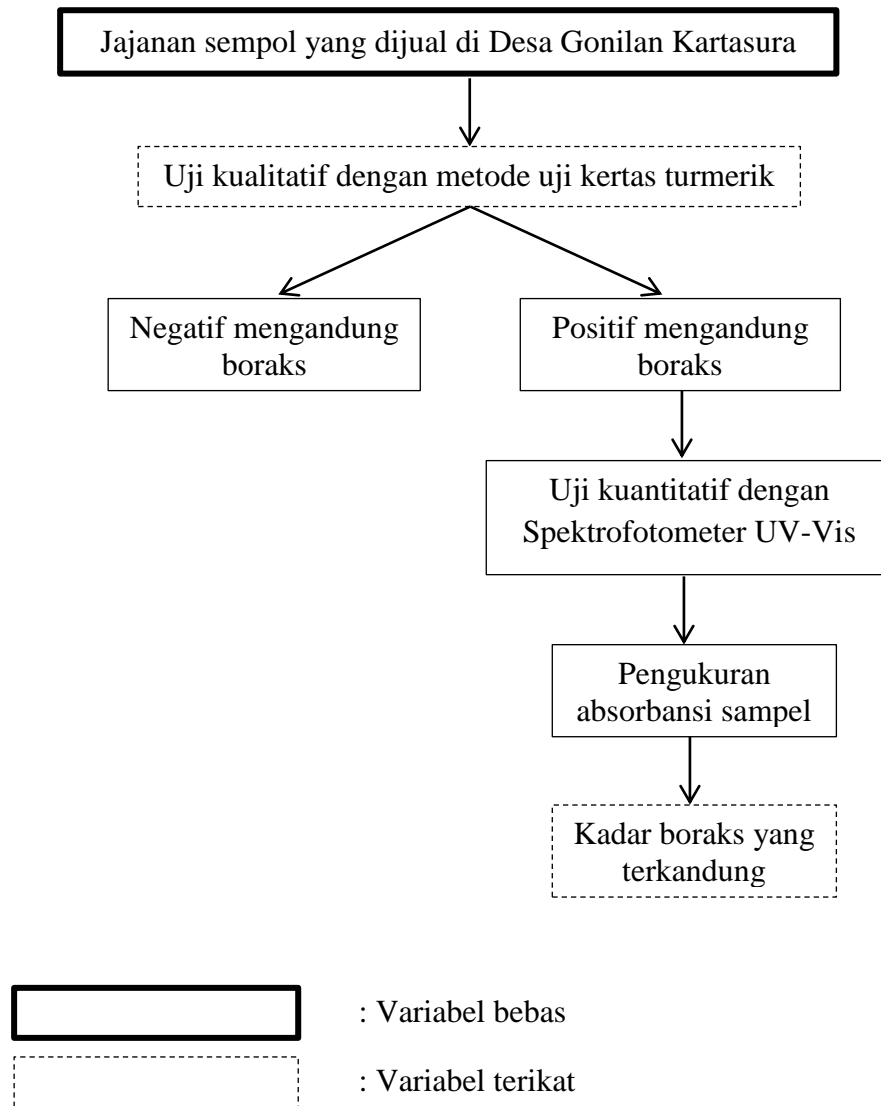 Jajanan sempol yang dijual di Desa Gonilan Kartasura
Uji kualitatif dengan metode uji kertas turmerik
Negatif mengandung
boraks
Positif mengandung
boraks
Uji kuantitatif dengan
Spektrofotometer UV-Vis
Pengukuran
absorbansi sampel
Kadar boraks yang
terkandung
: Variabel bebas
: Variabel terikat